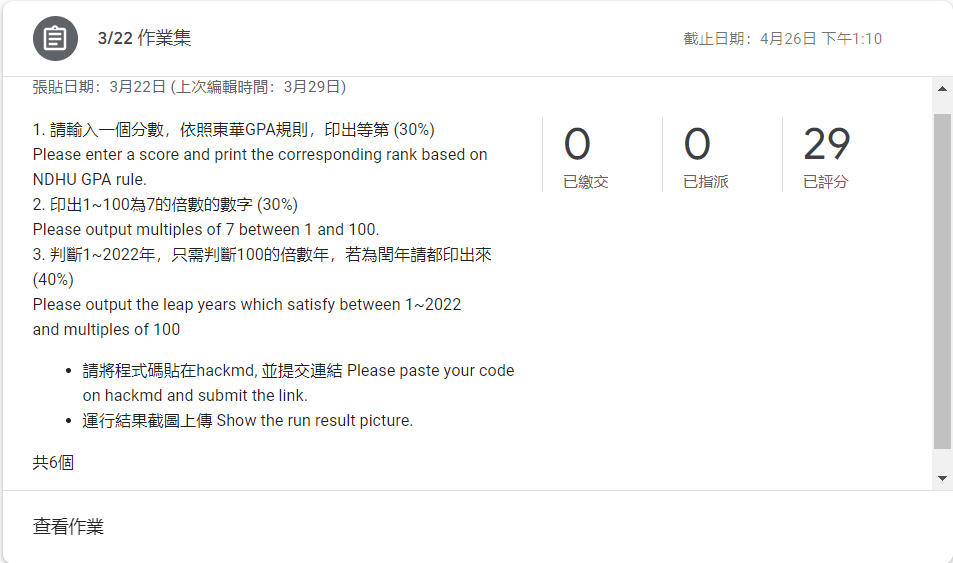 3/22 作業集
截止日期：4月26日 下午1:10
張貼日期：3月22日 (上次編輯時間：3月29日)
1. 請輸入一個分數，依照東華GPA規則，印出等第 (30%)
Please enter a score and print the corresponding rank based on
NDHU GPA rule.
2. 印出1~100為7的倍數的數字 (30%)
Please output multiples of 7 between 1 and 100.
3. 判斷1~2022年，只需判斷100的倍數年，若為閏年請都印出來
(40%)
Please output the leap years which satisfy between 1~2022
and multiples of 100
• 請將程式碼貼在hackmd, 並提交連結 Please paste your code
on hackmd and submit the link.
• 運行結果截圖上傳 Show the run result picture.
共6個
0
已繳交
0
已指派
29
已評分
查看作業